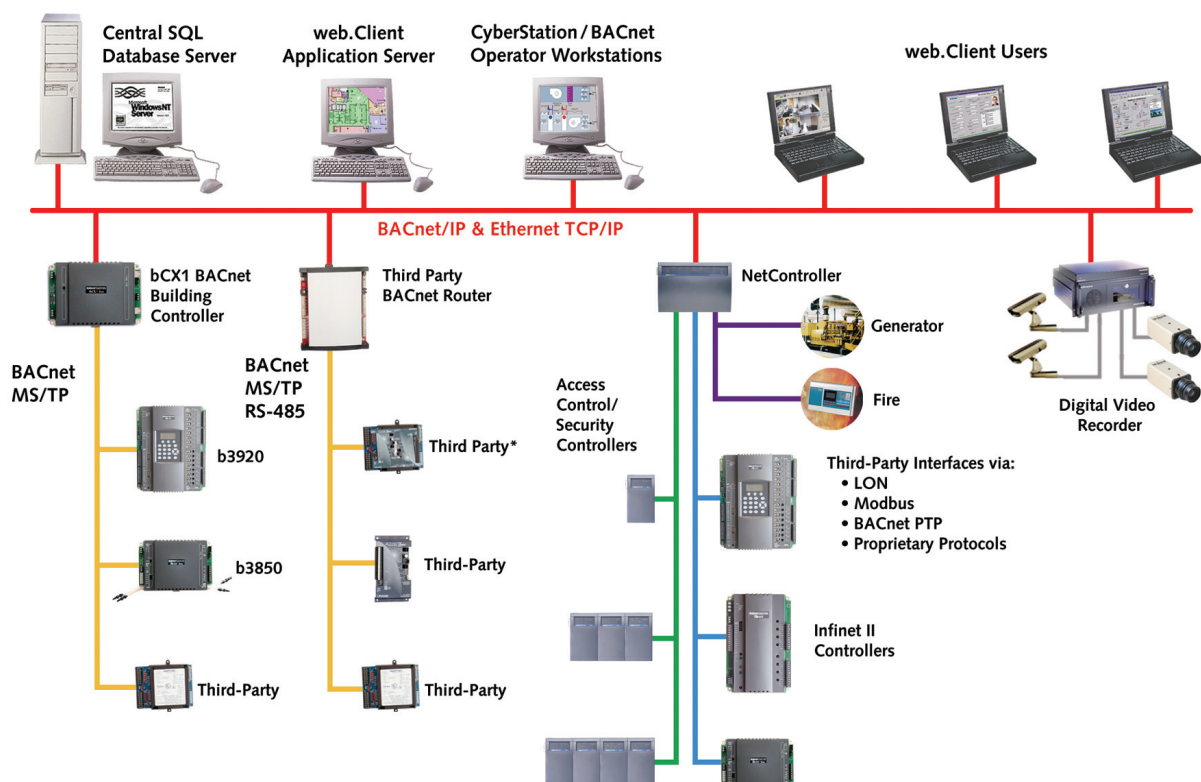 Central SQL
Database Server
web.Client
Application Server
CyberStation / BACnet
Operator Workstations
web.Client Users
Microsoft
WindowsNT
Server
BACnet/IP & Ethernet TCP/IP
bCX1 BACnet
Building
Controller
Third Party
BACnet Router
NetController
Generator
Fire
Digital Video
Recorder
BACnet
MS/TP
BACnet
MS/TP
RS-485
Access
Control/
Security
Controllers
b3920
Third Party*
Third-Party Interfaces via:
• LON
• Modbus
• BACnet PTP
• Proprietary Protocols
b3850
Third-Party
Infinet II
Controllers
Third-Party
Third-Party